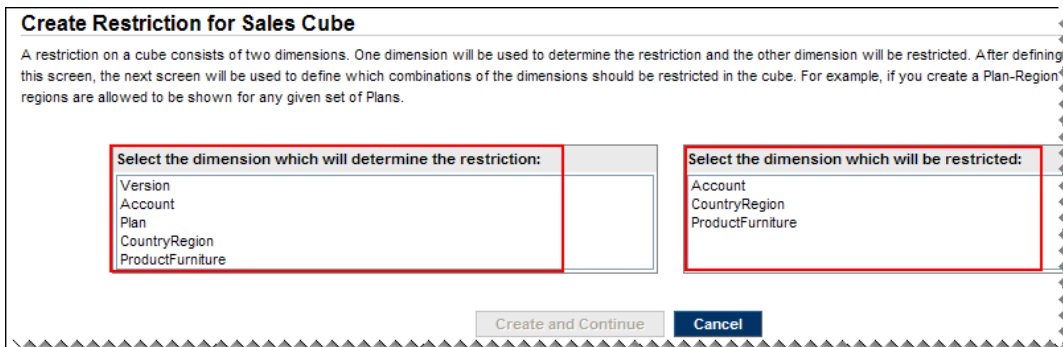 Create Restriction for Sales Cube
A restriction on a cube consists of two dimensions. One dimension will be used to determine the restriction and the other dimension will be restricted. After defining
this screen, the next screen will be used to define which combinations of the dimensions should be restricted in the cube. For example, if you create a Plan-Region
regions are allowed to be shown for any given set of Plans.
Select the dimension which will determine the restriction:
Version
Account
Plan
CountryRegion
ProductFurniture
Select the dimension which will be restricted:
Account
CountryRegion
ProductFurniture
Create and Continue
Cancel